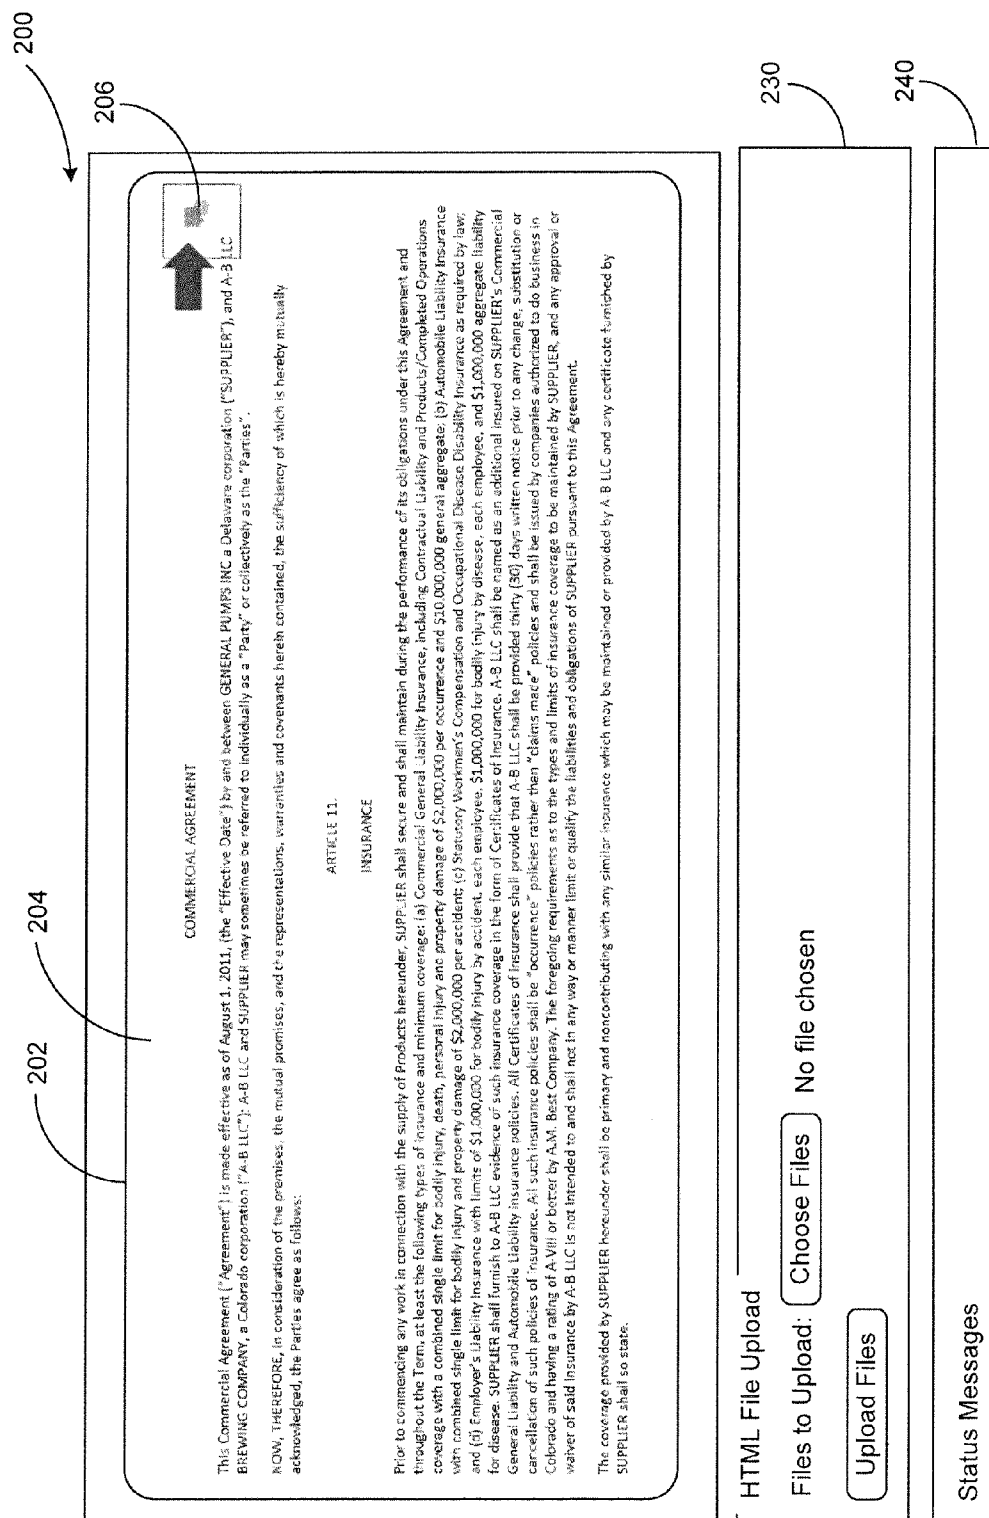 200
206
204
202
COMMERCIAL AGREEMENT
This Commercial Agreement ("Agreement") is made effective as of August 1, 2011, (the "Effective Date") by and between GENERAL PUMPS INC a Delaware corporation ("SUPPLIER"), and A-B LLC
BREWING COMPANY, a Colorado corporation ("A-B LLC"): A-B LLC and SUPPLIER may sometimes be referred to individually as a "Party" or collectively as the "Parties".
NOW, THEREFORE, in consideration of the premises, the mutual promises, and the representations, warranties and covenants herein contained, the sufficiency of which is hereby mutually
acknowledged, the Parties agree as follows:
ARTICLE 11.
INSURANCE
Prior to commencing any work in connection with the supply of Products hereunder, SUPPLIER shall secure and shall maintain during the performance of its obligations under this Agreement and
throughout the Term, at least the following types of insurance and minimum coverage: (a) Commercial General Liability Insurance, including Contractual Liability and Products/Completed Operations
coverage with a combined single limit for bodily injury, death, personal injury and property damage of $2,000,000 per occurrence and $10,000,000 general aggregate; (b) Automobile Liability Insurance
with combined single limit for bodily injury and property damage of $2,000,000 per accident; (c) Statutory Workmen's Compensation and Occupational Disease Disability Insurance as required by law;
and (d) Employer's Liability Insurance with limits of $1,000,000 for bodily injury by accident, each employee, $1,000,000 for bodily injury by disease, each employee, and $1,000,000 aggregate liability
for disease. SUPPLIER shall furnish to A-B LLC evidence of such insurance coverage in the form of Certificates of Insurance. A-B LLC shall be named as an additional insured on SUPPLIER's Commercial
General Liability and Automobile Liability insurance policies. All Certificates of Insurance shall provide that A-B LLC shall be provided thirty (30) days written notice prior to any change, substitution or
cancellation of such policies of insurance. All such insurance policies shall be "occurrence" policies rather then "claims made" policies and shall be issued by companies authorized to do business in
Colorado and having a rating of A-VIII or better by A.M. Best Company. The foregoing requirements as to the types and limits of insurance coverage to be maintained by SUPPLIER, and any approval or
waiver of said insurance by A-B LLC is not intended to and shall not in any way or manner limit or qualify the liabilities and obligations of SUPPLIER pursuant to this Agreement.
The coverage provided by SUPPLIER hereunder shall be primary and noncontributing with any similar insurance which may be maintained or provided by A-B LLC and any certificate furnished by
SUPPLIER shall so state.
HTML File Upload
230
Files to Upload: Choose Files No file chosen
Upload Files
240
Status Messages